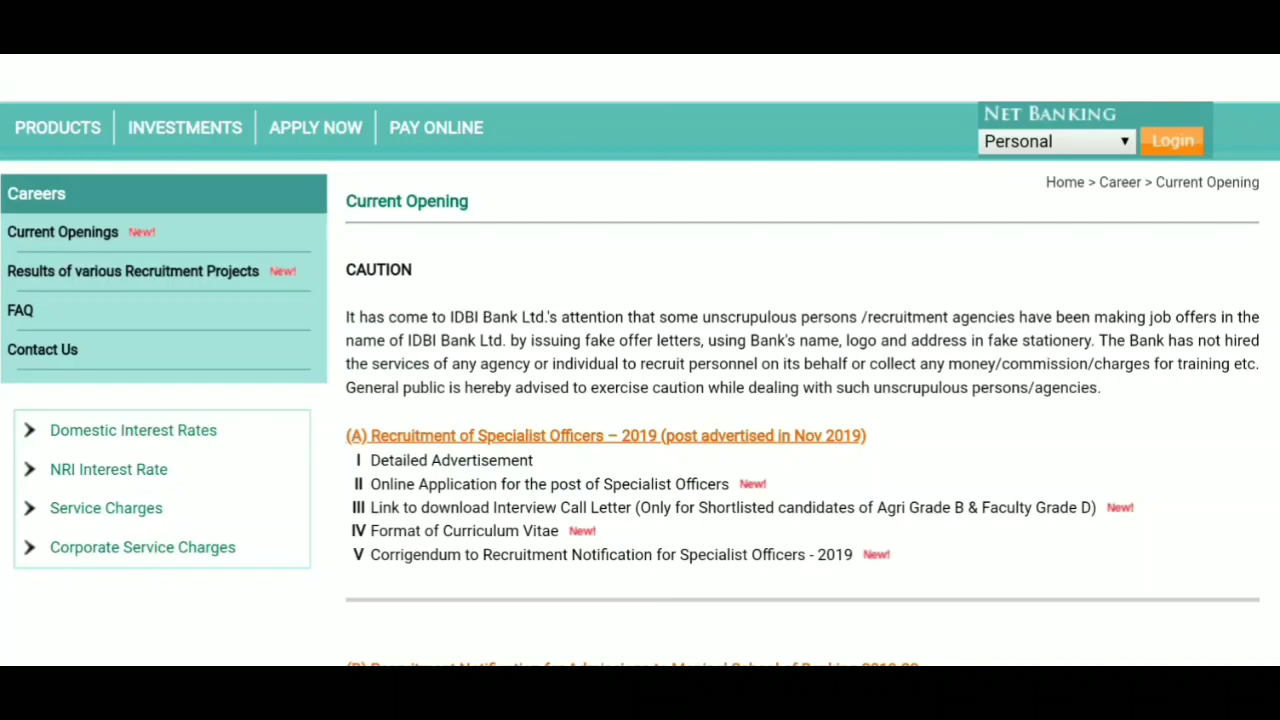 PRODUCTS
INVESTMENTS
APPLY NOW
PAY ONLINE
NET BANKING
Personal
Login
Home > Career > Current Opening
Careers
Current Openings New!
Results of various Recruitment Projects New!
FAQ
Contact Us
Domestic Interest Rates
NRI Interest Rate
Service Charges
Corporate Service Charges
Current Opening
CAUTION
It has come to IDBI Bank Ltd.'s attention that some unscrupulous persons /recruitment agencies have been making job offers in the
name of IDBI Bank Ltd. by issuing fake offer letters, using Bank's name, logo and address in fake stationery. The Bank has not hired
the services of any agency or individual to recruit personnel on its behalf or collect any money/commission/charges for training etc.
General public is hereby advised to exercise caution while dealing with such unscrupulous persons/agencies.
(A) Recruitment of Specialist Officers – 2019 (post advertised in Nov 2019)
I Detailed Advertisement
II Online Application for the post of Specialist Officers New!
III Link to download Interview Call Letter (Only for Shortlisted candidates of Agri Grade B & Faculty Grade D) New!
IV Format of Curriculum Vitae New!
V Corrigendum to Recruitment Notification for Specialist Officers - 2019 New!